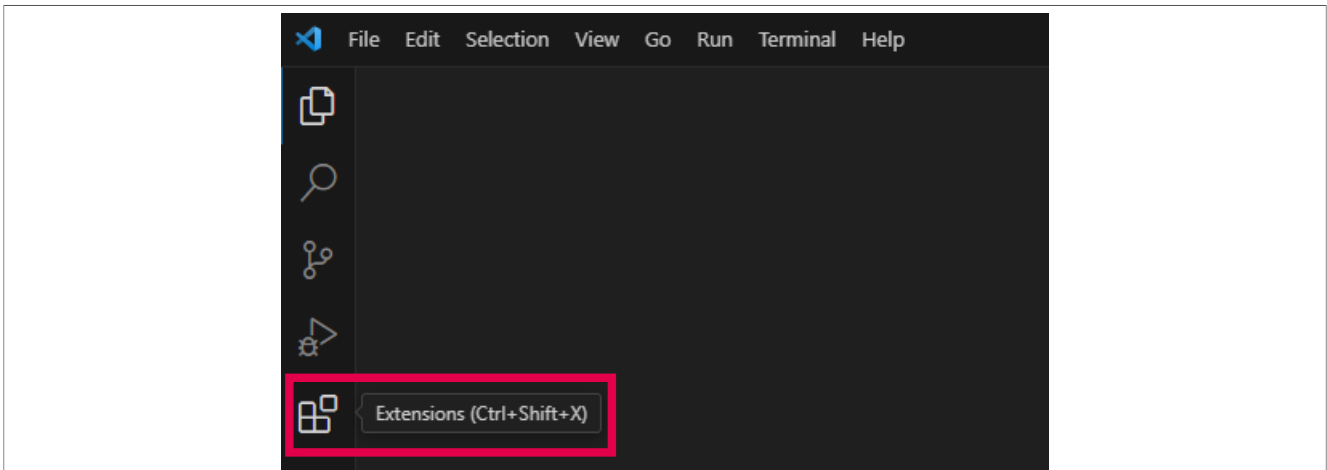 File Edit Selection View Go Run Terminal Help
Extensions (Ctrl+Shift+X)